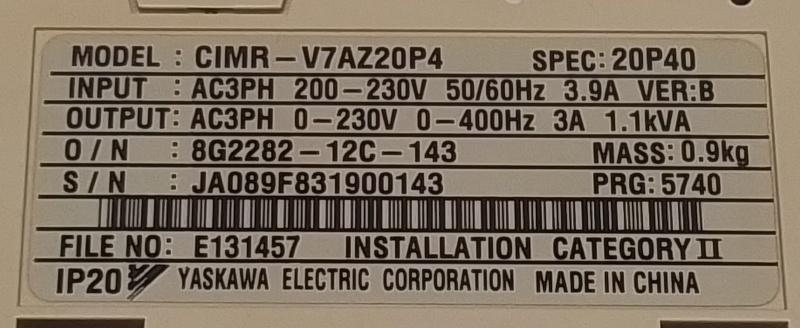 MODEL : CIMR-V7AZ20P4 SPEC: 20P40
INPUT : AC3PH 200-230V 50/60Hz 3.9A VER:B
OUTPUT: AC3PH 0-230V 0-400Hz 3A 1.1kVA
O / N : 8G2282-12C-143 MASS: 0.9kg
S / N : JA089F831900143 PRG: 5740
FILE NO: E131457 INSTALLATION CATEGORY II
IP20 YASKAWA ELECTRIC CORPORATION MADE IN CHINA